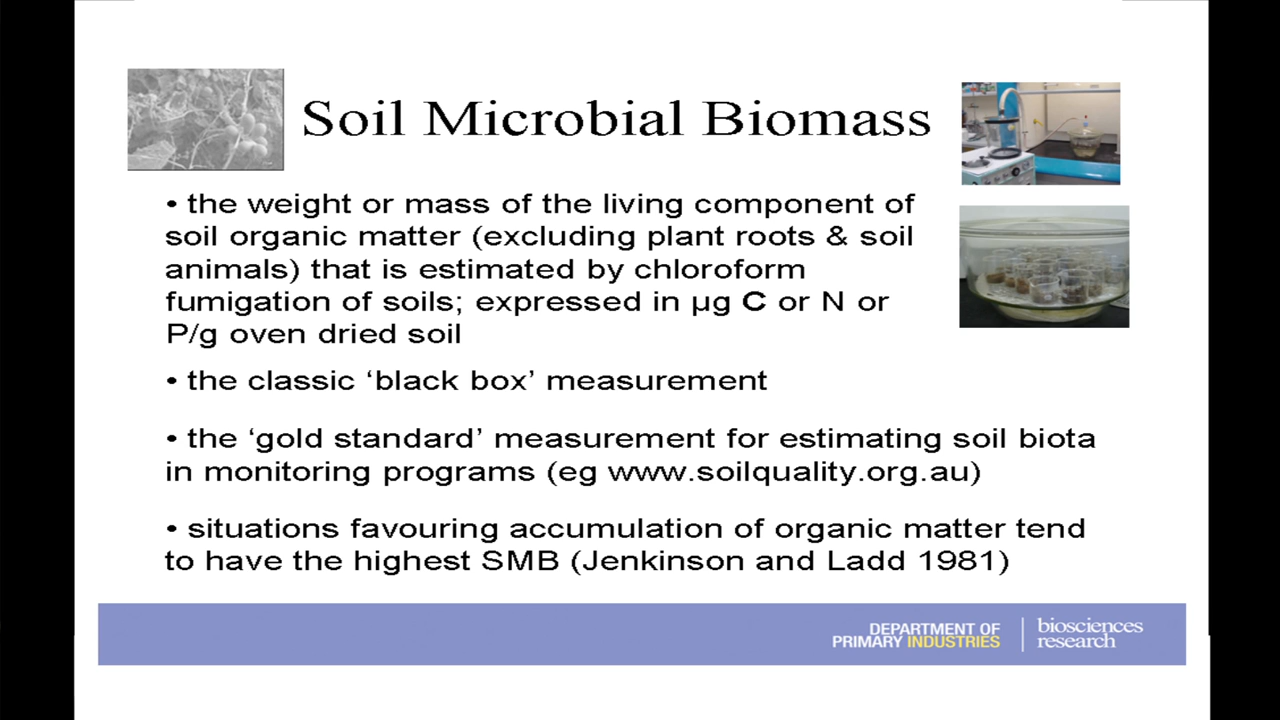 Soil Microbial Biomass
• the weight or mass of the living component of
soil organic matter (excluding plant roots & soil
animals) that is estimated by chloroform
fumigation of soils; expressed in µg C or N or
P/g oven dried soil
• the classic ‘black box’ measurement
• the ‘gold standard’ measurement for estimating soil biota
in monitoring programs (eg www.soilquality.org.au)
• situations favouring accumulation of organic matter tend
to have the highest SMB (Jenkinson and Ladd 1981)
DEPARTMENT OF
PRIMARY INDUSTRIES
biosciences
research